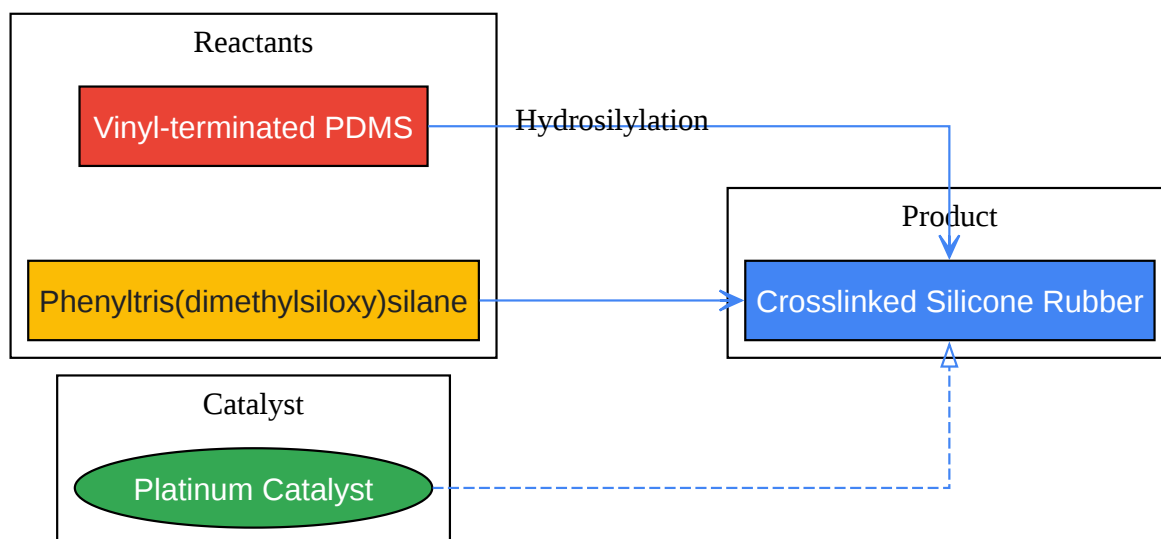 Reactants
Vinyl-terminated PDMS
Hydrosilylation
Product
Phenyltris(dimethylsiloxy)silane
Crosslinked Silicone Rubber
Catalyst
Platinum Catalyst